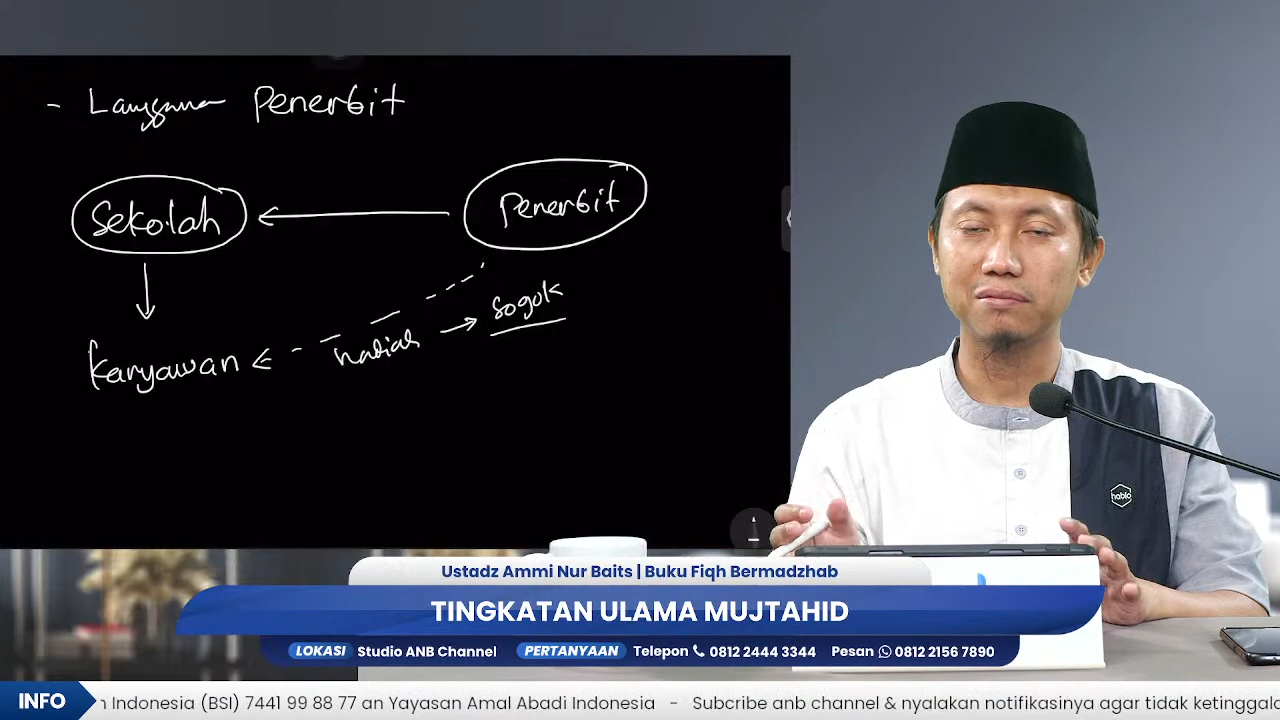 - Langganan Penerbit
Sekolah
Penerbit
Karyawan
hadiah
sogok
hablo
Ustadz Ammi Nur Baits | Buku Fiqh Bermadzhab
TINGKATAN ULAMA MUJTAHID
LOKASI Studio ANB Channel PERTANYAAN Telepon 0812 2444 3344 Pesan 0812 2156 7890
INFO n Indonesia (BSI) 7441 99 88 77 an Yayasan Amal Abadi Indonesia - Subcribe anb channel & nyalakan notifikasinya agar tidak ketinggala